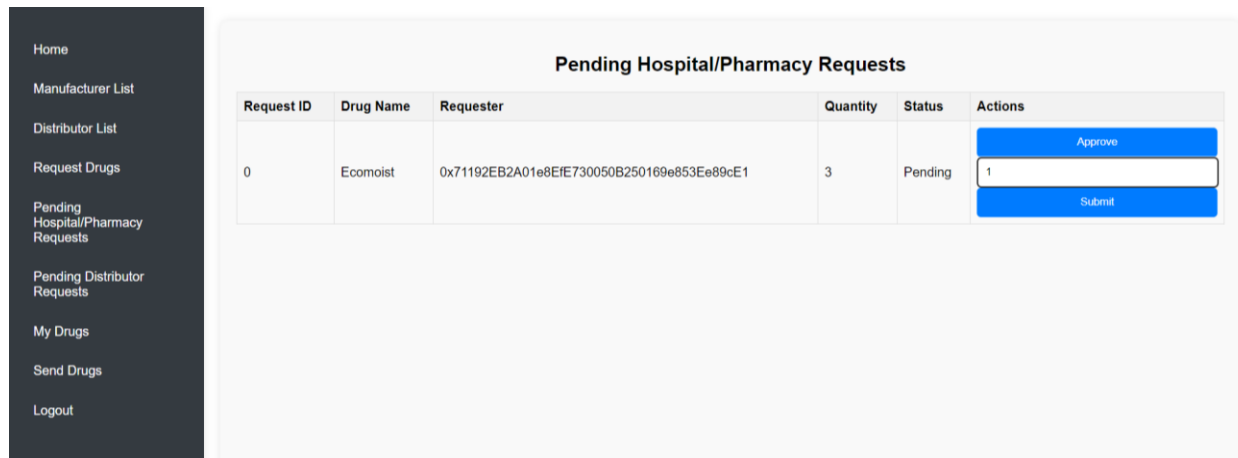 Home
Manufacturer List
Distributor List
Request Drugs
Pending
Hospital/Pharmacy
Requests
Pending Distributor
Requests
My Drugs
Send Drugs
Logout
Pending Hospital/Pharmacy Requests
Request ID Drug Name Requester Quantity Status Actions
Approve
0 Ecomoist 0x71192EB2A01e8EfE730050B250169e853Ee89cE1 3 Pending 1
Submit